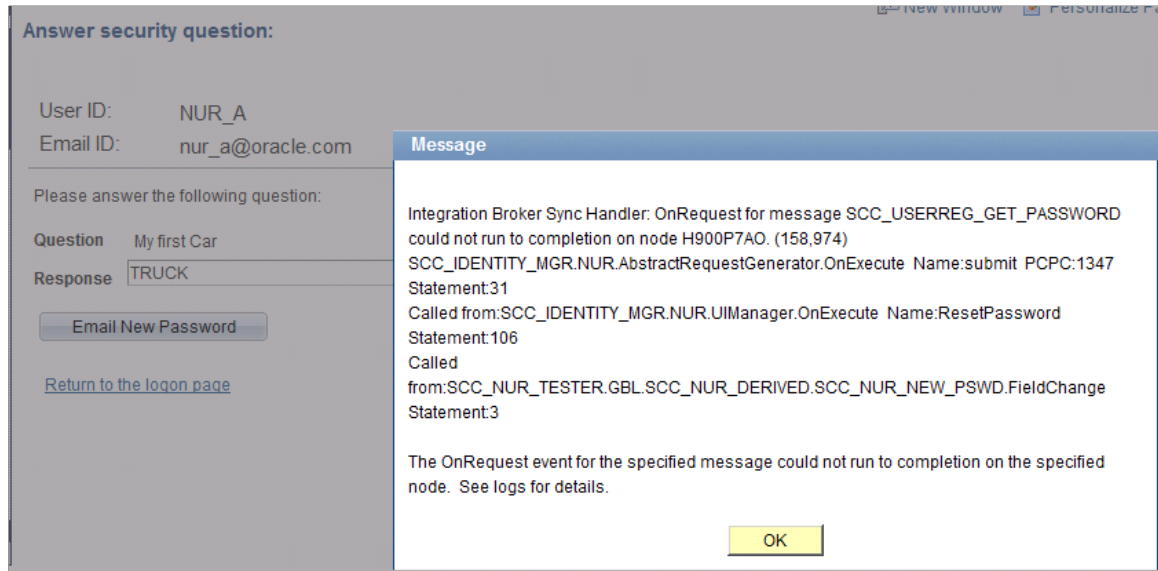 New Window Personalize
Answer security question:
User ID: NUR_A
Email ID: nur_a@oracle.com
Please answer the following question:
Question My first Car
Response TRUCK
Email New Password
Return to the logon page
Message
Integration Broker Sync Handler: OnRequest for message SCC_USERREG_GET_PASSWORD
could not run to completion on node H900P7AO. (158,974)
SCC_IDENTITY_MGR.NUR.AbstractRequestGenerator.OnExecute Name:submit PCPC:1347
Statement:31
Called from:SCC_IDENTITY_MGR.NUR.UIManager.OnExecute Name:ResetPassword
Statement:106
Called
from:SCC_NUR_TESTER.GBL.SCC_NUR_DERIVED.SCC_NUR_NEW_PSWD.FieldChange
Statement:3
The OnRequest event for the specified message could not run to completion on the specified
node. See logs for details.
OK